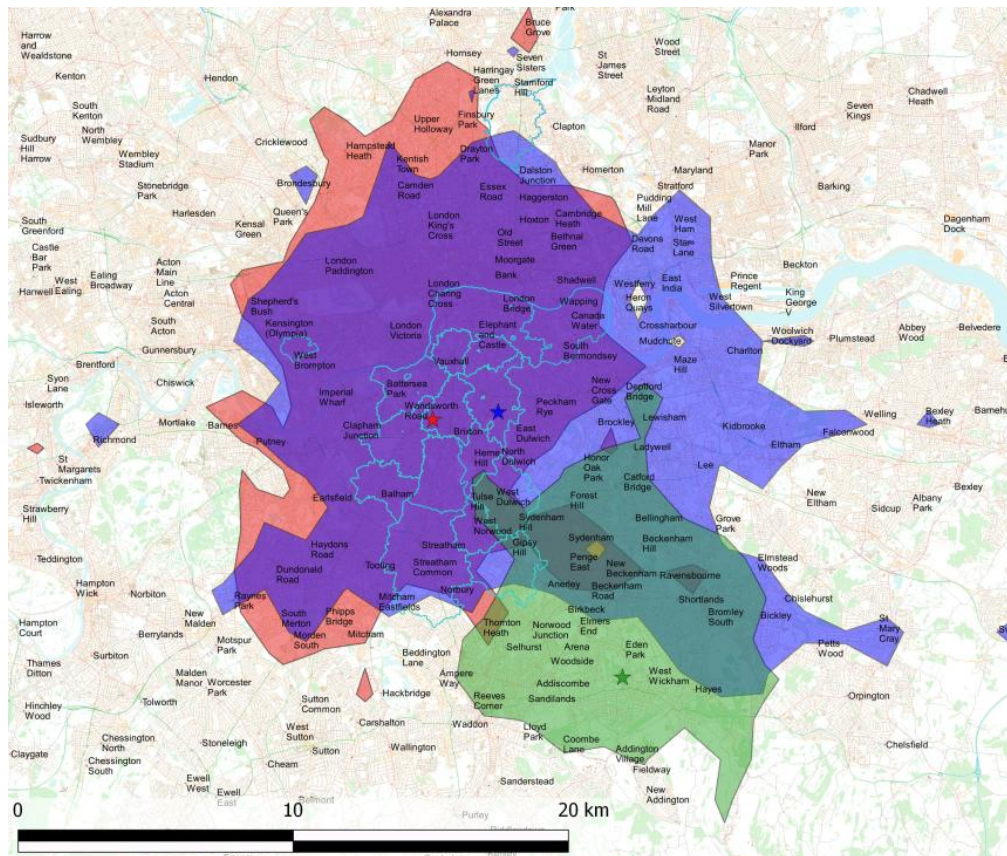 Alexandra
Palace
Bruce
Grove
Park
Harrow
and
Wealdstone
Wood
Street
Hornsey
Seven
Sisters
St
James
Street
Kenton
Hendon
Harringay
Green
Lanes
Stamford
Hill
Leyton
Midland
Road
Chadwell
Heath
South
Kenton
Seven
Kings
Finsbury
Park
Upper
Holloway
Clapton
Ilford
North
Wembley
Sudbury
Hill
Harrow
Cricklewood
Hampstead
Heath
Drayton
Park
Manor
Park
Wembley
Stadium
Kentish
Town
Dalston
Junction
Homerton
Maryland
Stonebridge
Park
Brondesbury
Camden
Road
Essex
Road
Stratford
Barking
Haggerston
Pudding
Mill
Lane
Harlesden
Queen's
Park
London
King's
Cross
Hoxton
Cambridge
Heath
West
Ham
South
Greenford
Kensal
Green
Old
Street
Bethnal
Green
Devons
Road
Star
Lane
Dagenham
Dock
Castle
Bar
Park
Moorgate
London
Paddington
Acton
Main
Line
Bank
Beckton
Ealing
Broadway
West
Ealing
Hanwell
Acton
Central
London
Charing
Cross
Shadwell
Westferry
East
India
Prince
Regent
King
George
V
Shepherd's
Bush
London
Bridge
Wapping
Heron
Quays
West
Silvertown
South
Acton
Kensington
(Olympia)
London
Victoria
Elephant
and
Castle
Canada
Water
Crossharbour
Woolwich
Dockyard
Abbey
Wood
Belvedere
Gunnersbury
South
Bermondsey
Mudchute
Plumstead
West
Brompton
Vauxhall
Maze
Hill
Charlton
Brentford
Syon
Lane
Chiswick
Battersea
Park
New
Cross
Gate
Deptford
Bridge
Isleworth
Imperial
Wharf
Wandsworth
Road
Peckham
Rye
Lewisham
Welling
Bexley
Heath
Mortlake
Barnes
Clapham
Junction
Brixton
East
Dulwich
Brockley
Kidbrooke
Falconwood
Richmond
Putney
Ladywell
Eltham
St
Margarets
Twickenham
Herne
Hill
North
Dulwich
Honor
Oak
Park
Lee
Catford
Bridge
Bexley
Strawberry
Hill
Earlsfield
Balham
Tulse
Hill
West
Dulwich
Forest
Hill
New
Eltham
Albany
Park
Sidcup
West
Norwood
Sydenham
Hill
Bellingham
Grove
Park
Haydons
Road
Streatham
Gipsy
Hill
Sydenham
Beckenham
Hill
Teddington
Tooting
Streatham
Common
Penge
East
New
Beckenham
Elmstead
Woods
Dundonald
Road
Ravensbourne
Hampton
Wick
Norbiton
Raynes
Park
Norbury
Anerley
Beckenham
Road
Shortlands
Chislehurst
Mitcham
Eastfields
Birkbeck
New
Malden
South
Merton
Phipps
Bridge
Thornton
Heath
Norwood
Junction
Elmers
End
Bromley
South
Bickley
St
Mary
Cray
Hampton
Court
Berrylands
Motspur
Park
Morden
South
Mitcham
Selhurst
Arena
Eden
Park
Petts
Wood
Surbiton
Beddington
Lane
Woodside
Thames
Ditton
Malden
Manor
Worcester
Park
Ampere
Way
Addiscombe
West
Wickham
Hayes
Orpington
Hackbridge
Reeves
Corner
Sandilands
Hinchley
Wood
Tolworth
Sutton
Common
Carshalton
Waddon
Lloyd
Park
Claygate
Chessington
North
Chessington
South
Stoneleigh
West
Sutton
Sutton
Wallington
Coombe
Lane
Addington
Village
Chelsfield
Cheam
Fieldway
Ewell
West
Sanderstead
New
Addington
Ewell
East
Belmont
Purley
0
10
20 km